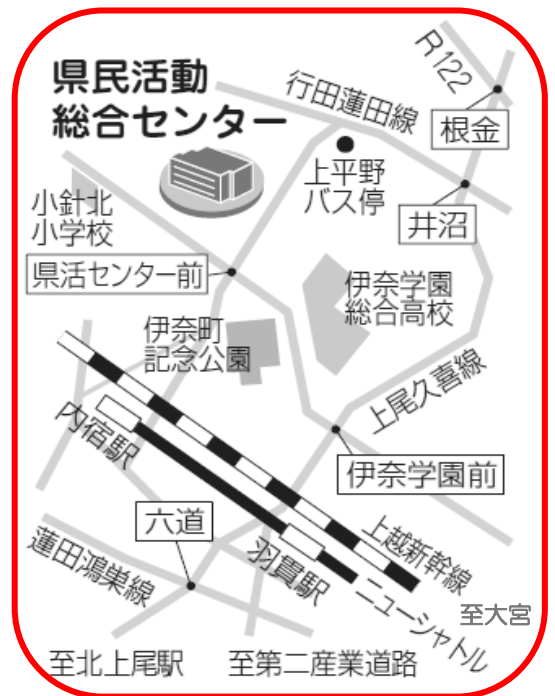 県民活動
総合センター
R122
行田蓮田線
根金
上平野
バス停
井沼
小針北
小学校
県活センター前
伊奈学園
総合高校
伊奈町
記念公園
上尾久喜線
内宿駅
伊奈学園前
六道
上越新幹線
蓮田鴻巣線
羽貫駅
ニューシャトル
至大宮
至北上尾駅
至第二産業道路